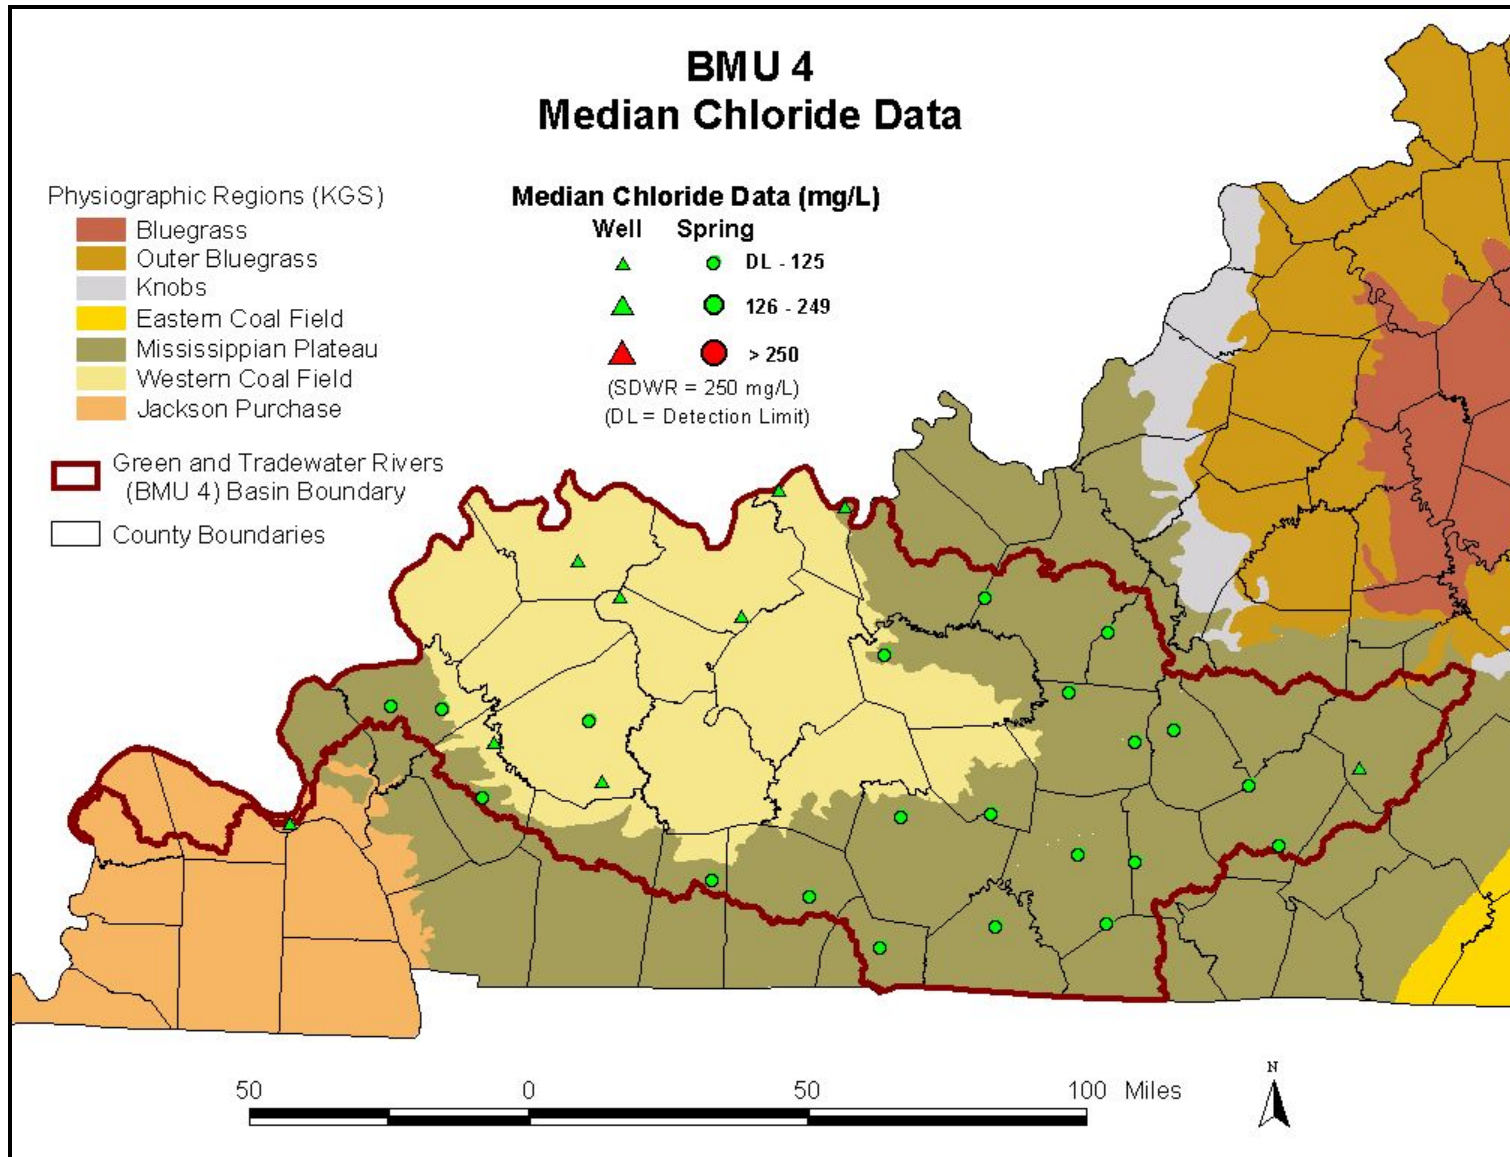 BMU 4
Median Chloride Data
Physiographic Regions (KGS)
Bluegrass
Outer Bluegrass
Knobs
Eastern Coal Field
Mississippian Plateau
Western Coal Field
Jackson Purchase
Green and Tradewater Rivers
(BMU 4) Basin Boundary
County Boundaries
Median Chloride Data (mg/L)
Well Spring
DL - 125
126 - 249
> 250
(SDWR = 250 mg/L)
(DL = Detection Limit)
50 0 50 100 Miles
N